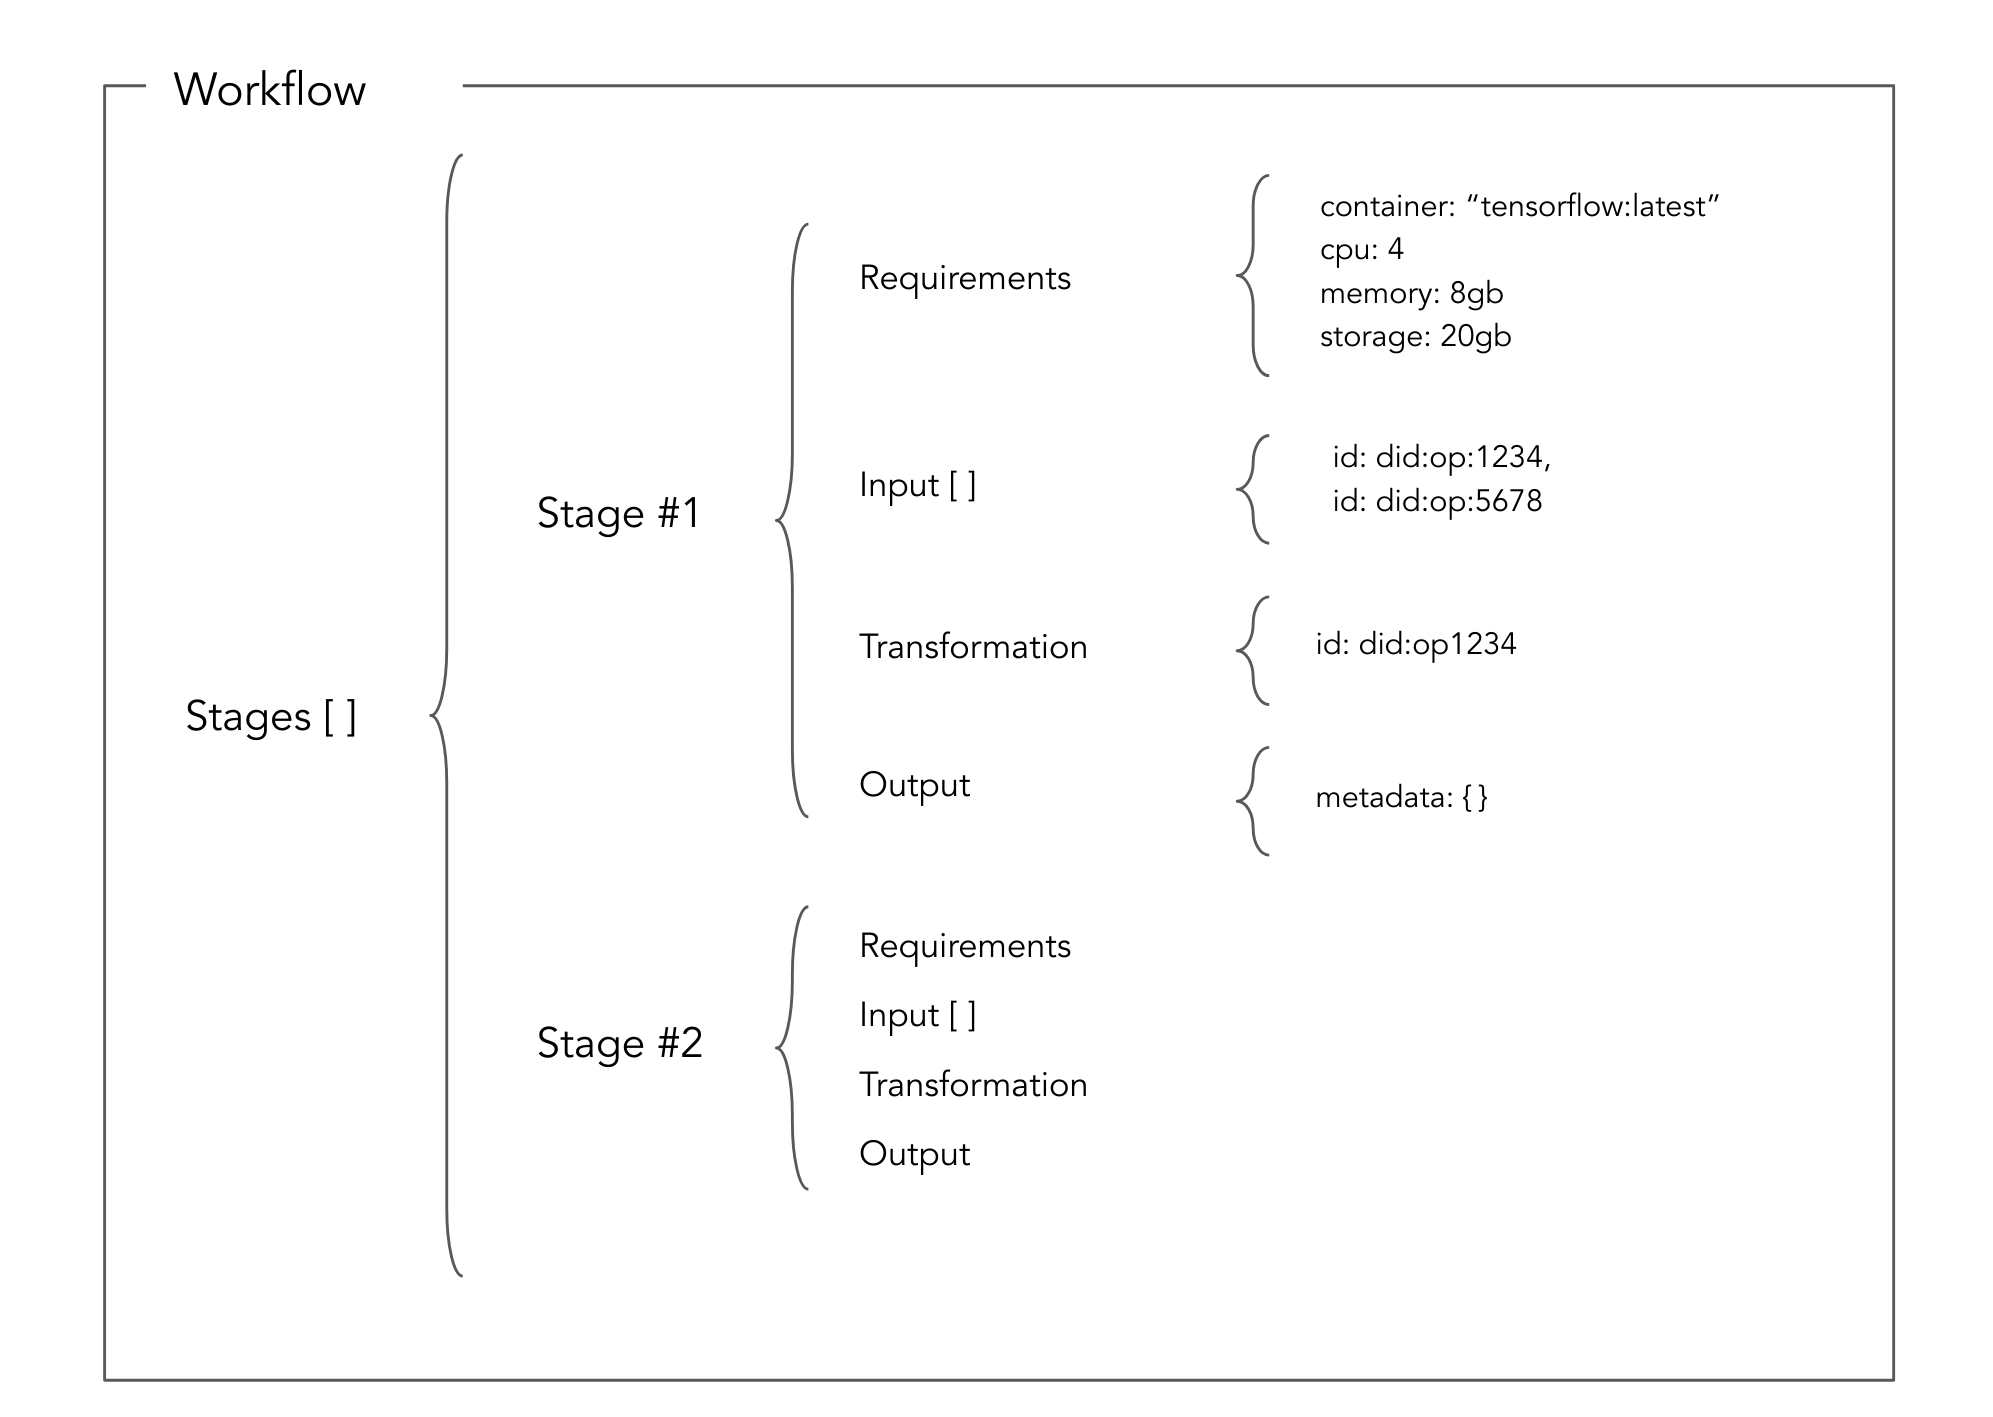 Workflow
Stages [ ]
Stage #1
Requirements
container: “tensorflow:latest”
cpu: 4
memory: 8gb
storage: 20gb
Input [ ]
id: did:op:1234,
id: did:op:5678
Transformation
id: did:op1234
Output
metadata: { }
Stage #2
Requirements
Input [ ]
Transformation
Output